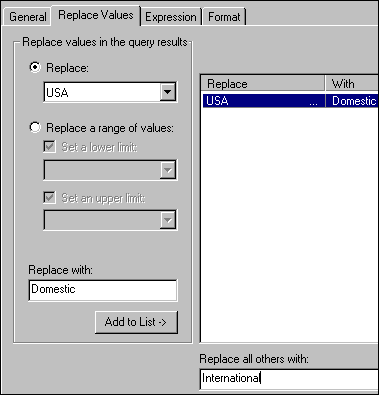 General Replace Values Expression Format
Replace values in the query results
Replace:
USA
Replace a range of values:
Set a lower limit:
Set an upper limit:
Replace with:
Domestic
Add to List ->
Replace With
USA ... Domestic
Replace all others with:
International